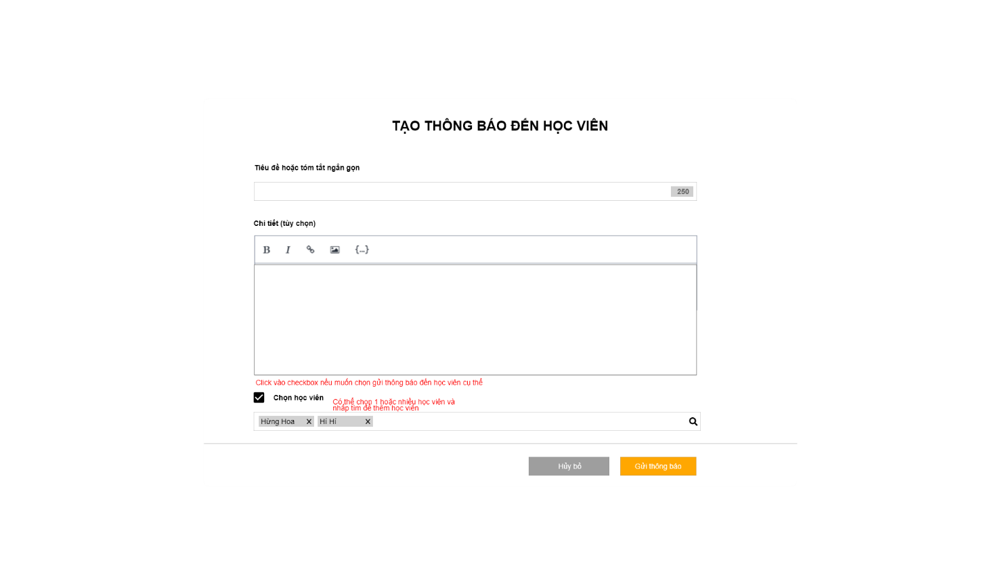 TẠO THÔNG BÁO ĐẾN HỌC VIÊN
Tiêu đề hoặc tóm tắt ngắn gọn
250
Chi tiết (tùy chọn)
B I {...}
Click vào checkbox nếu muốn chọn gửi thông báo đến học viên cụ thể
Chọn học viên
Có thể chọn 1 hoặc nhiều học viên và
nhấp tìm để thêm học viên
Hừng Hoa X Hí Hí X
Hủy bỏ Gửi thông báo